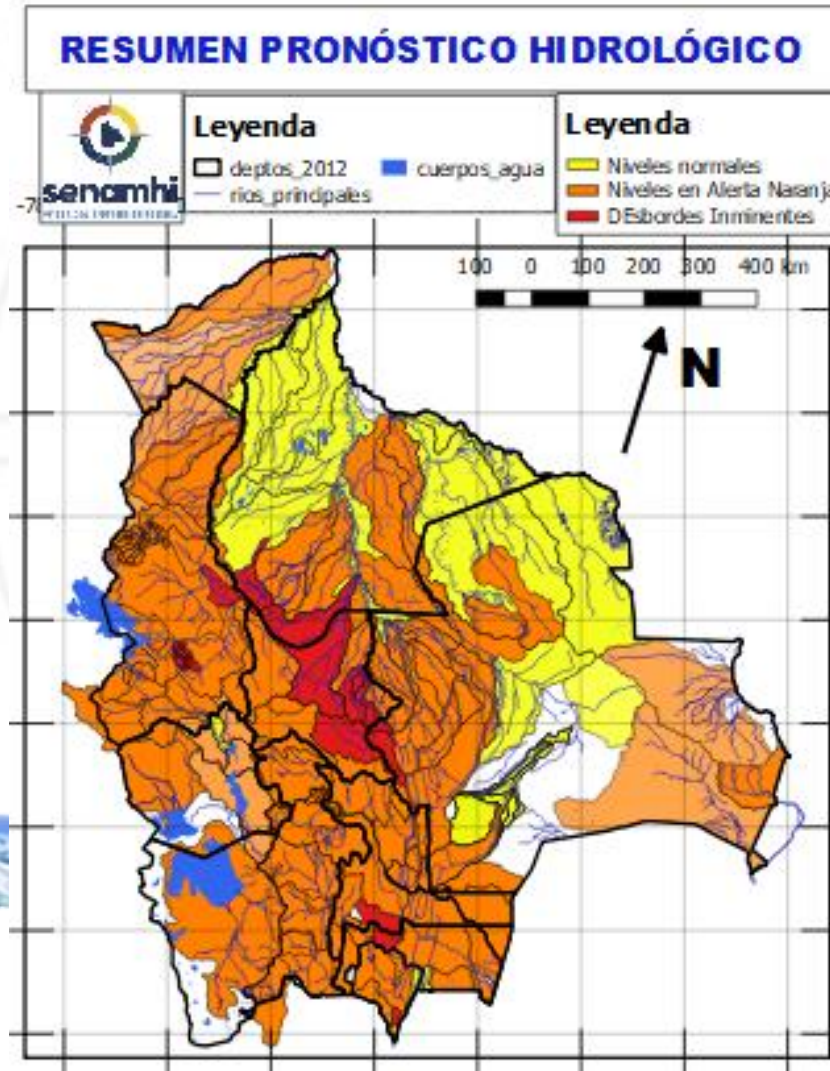 RESUMEN PRONÓSTICO HIDROLÓGICO
senamhi
Leyenda
deptos_2012
cuerpos_agua
rios_principales
Leyenda
Niveles normales
Niveles en Alerta Naranja
DEsbordes Inminentes
100 0 100 200 300 400 km
N